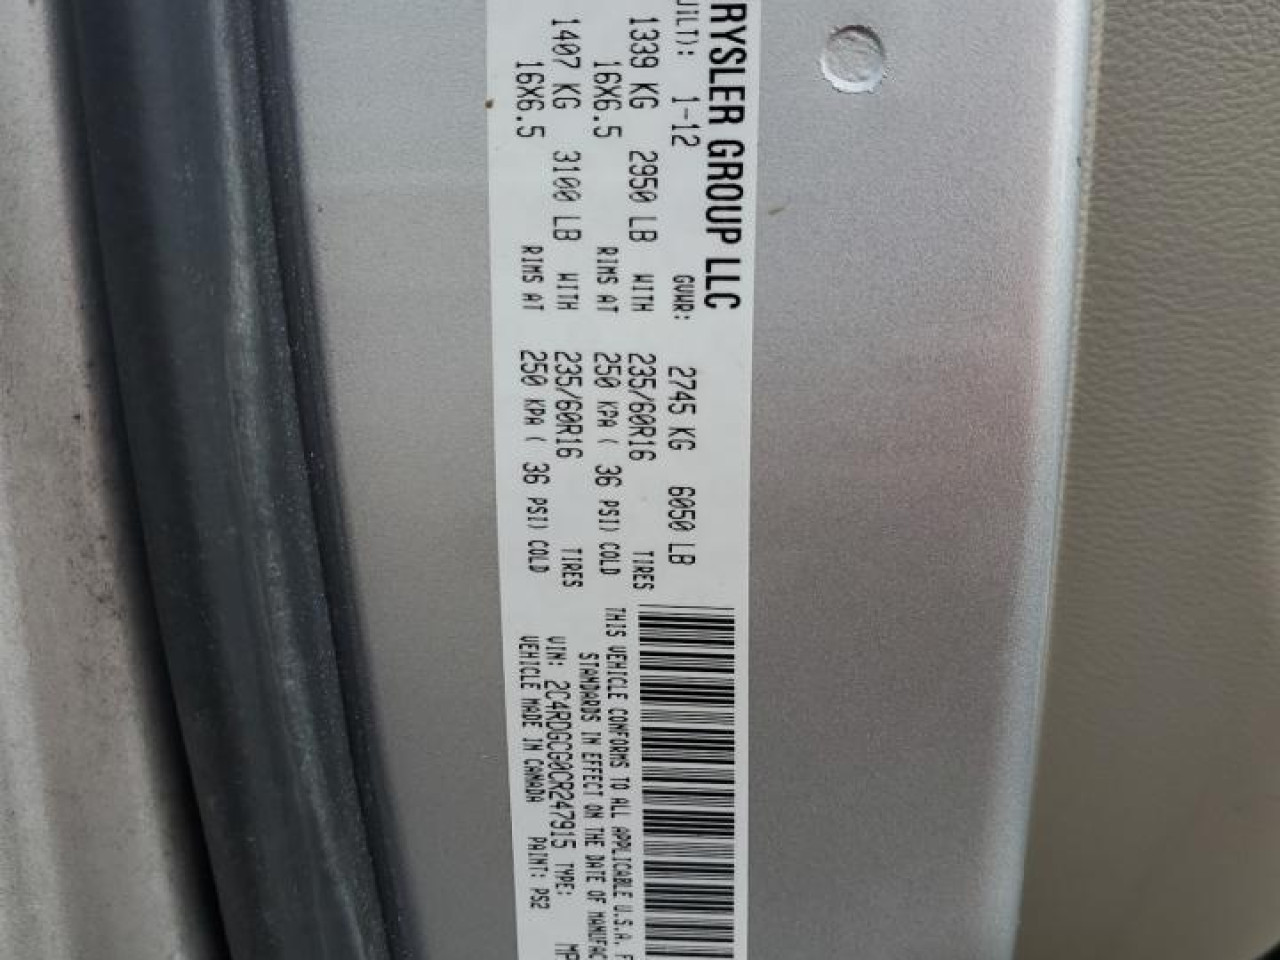 RYSLER GROUP LLC
UILT): 1-12 GVWR: 2745 KG 6050 LB
1339 KG 2950 LB WITH 235/60R16 TIRES
16X6.5 RIMS AT 250 KPA ( 36 PSI) COLD
1407 KG 3100 LB WITH 235/60R16 TIRES
16X6.5 RIMS AT 250 KPA ( 36 PSI) COLD
THIS VEHICLE CONFORMS TO ALL APPLICABLE U.S.A. F
STANDARDS IN EFFECT ON THE DATE OF MANUFAC
VIN: 2C4RDGCG0CR247915 TYPE: MP
VEHICLE MADE IN CANADA PAINT: PS2